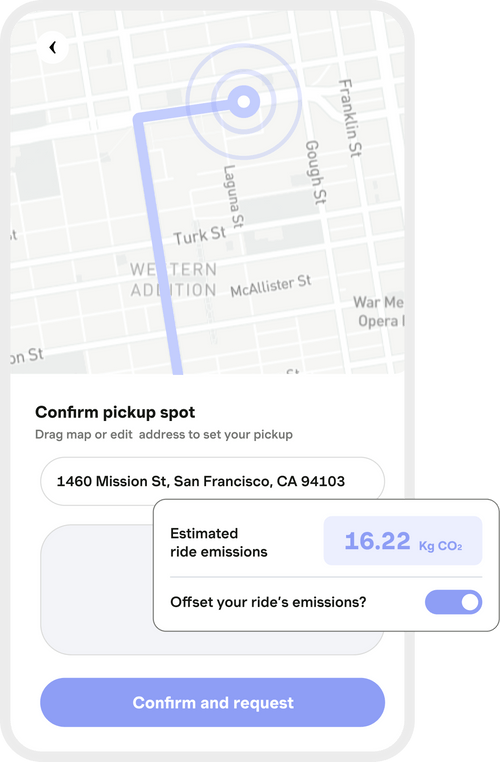 Franklin St
Gough St
Laguna St
Turk St
WESTERN
ADDITION
McAllister St
War Me
Opera
on St
Confirm pickup spot
Drag map or edit address to set your pickup
1460 Mission St, San Francisco, CA 94103
Estimated
ride emissions
16.22 Kg CO₂
Offset your ride's emissions?
Confirm and request